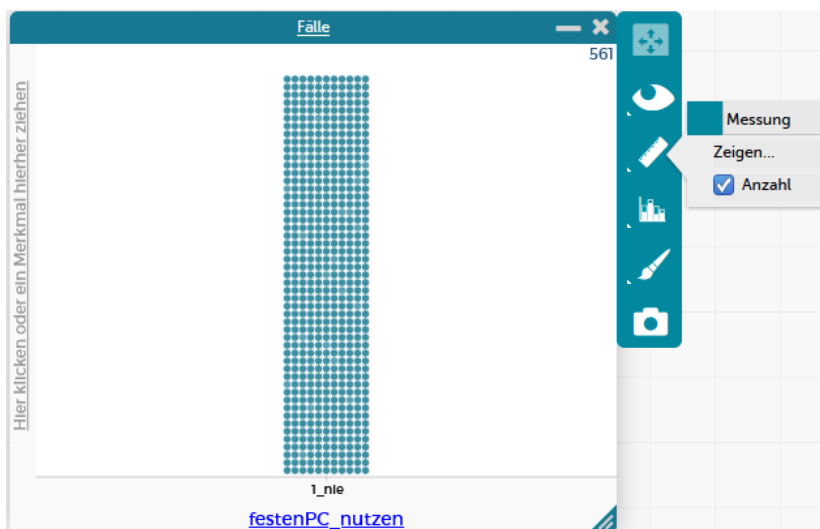 Fälle
561
Hier klicken oder ein Merkmal hierher ziehen
Messung
Zeigen...
Anzahl
1_nie
festenPC_nutzen